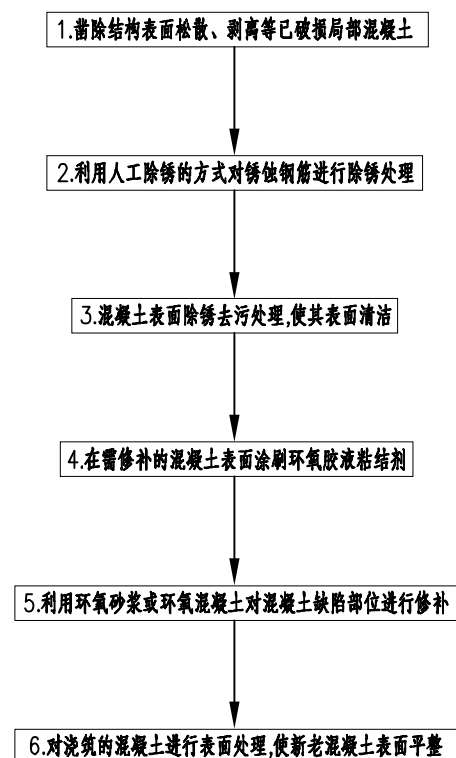 1.凿除结构表面松散、剥离等已破损局部混凝土
2.利用人工除锈的方式对锈蚀钢筋进行除锈处理
3.混凝土表面除锈去污处理,使其表面清洁
4.在需修补的混凝土表面涂刷环氧胶液粘结剂
5.利用环氧砂浆或环氧混凝土对混凝土缺陷部位进行修补
6.对浇筑的混凝土进行表面处理,使新老混凝土表面平整